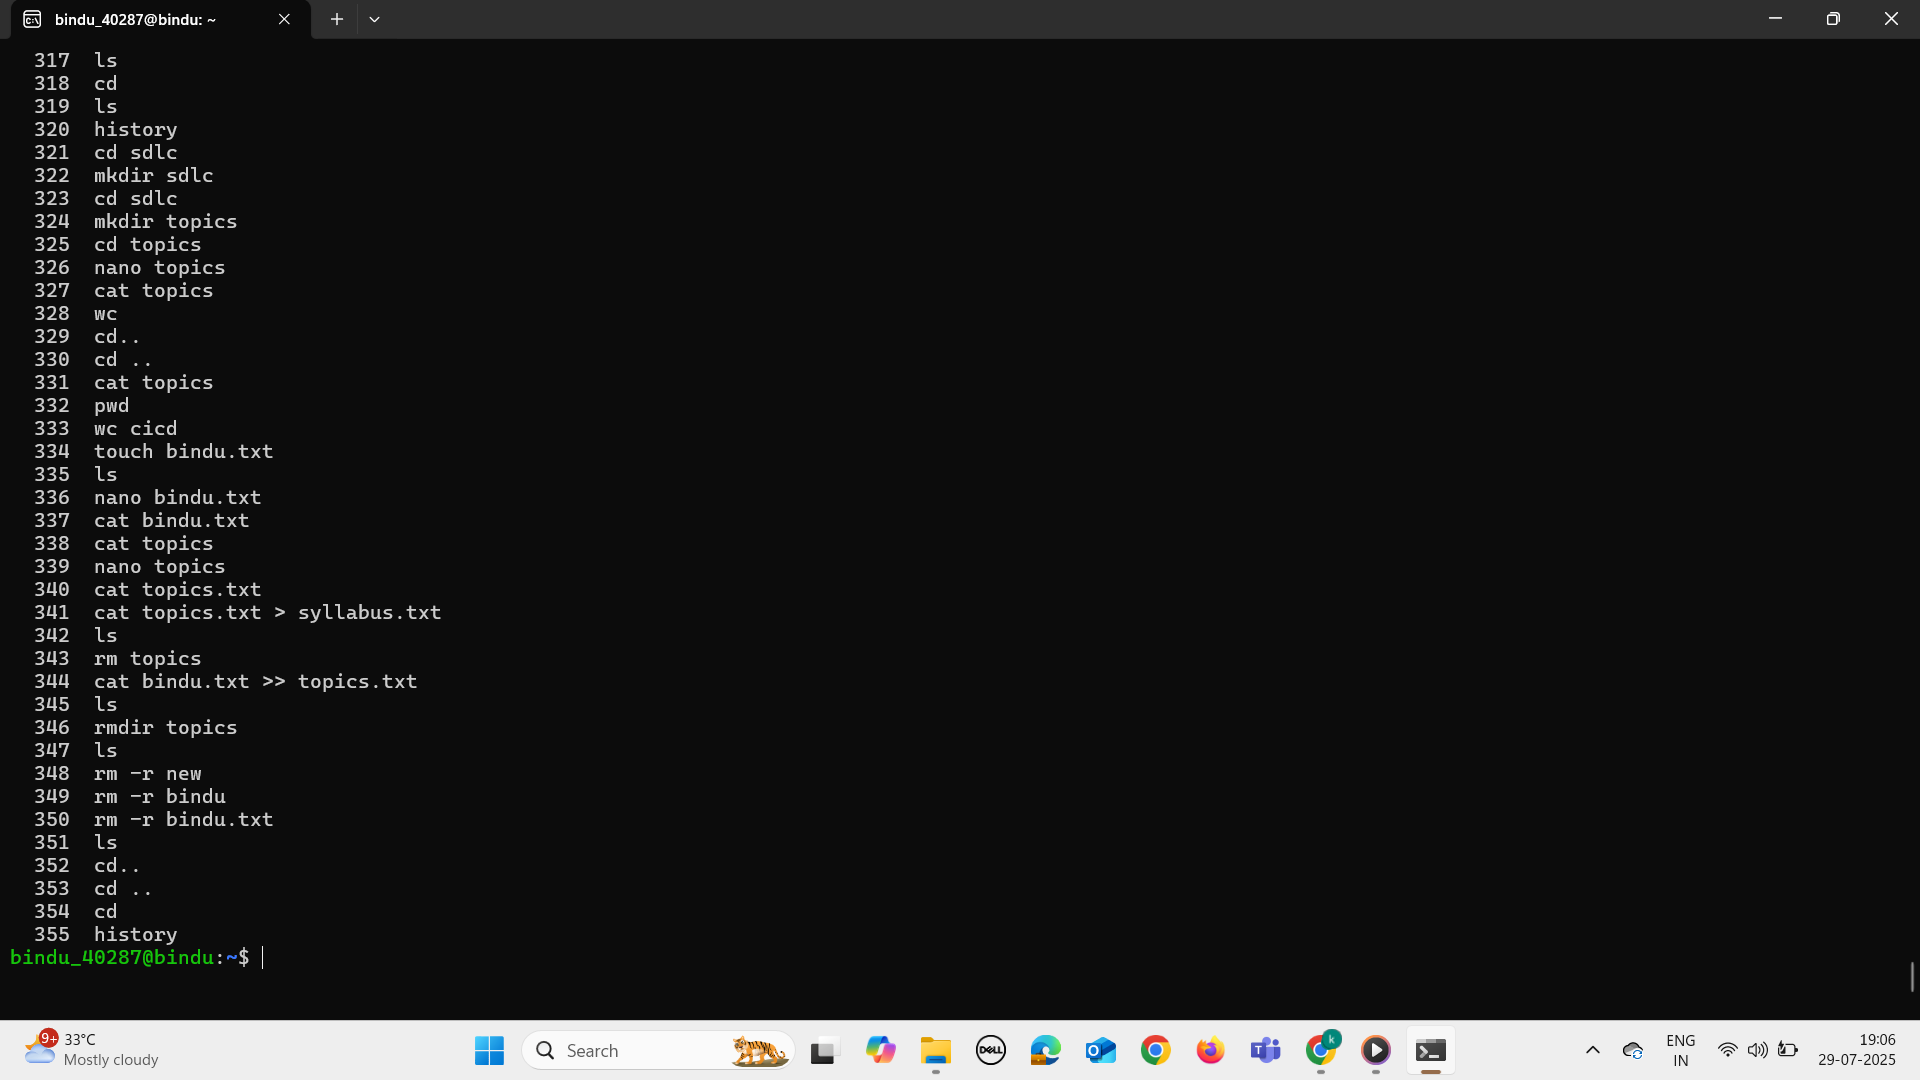 bindu_40287@bindu: ~
317 ls
318 cd
319 ls
320 history
321 cd sdlc
322 mkdir sdlc
323 cd sdlc
324 mkdir topics
325 cd topics
326 nano topics
327 cat topics
328 wc
329 cd..
330 cd ..
331 cat topics
332 pwd
333 wc cicd
334 touch bindu.txt
335 ls
336 nano bindu.txt
337 cat bindu.txt
338 cat topics
339 nano topics
340 cat topics.txt
341 cat topics.txt > syllabus.txt
342 ls
343 rm topics
344 cat bindu.txt >> topics.txt
345 ls
346 rmdir topics
347 ls
348 rm -r new
349 rm -r bindu
350 rm -r bindu.txt
351 ls
352 cd..
353 cd ..
354 cd
355 history
bindu_40287@bindu:~$
9+
33°C
Mostly cloudy
Search
DELL
k
ENG
IN
19:06
29-07-2025